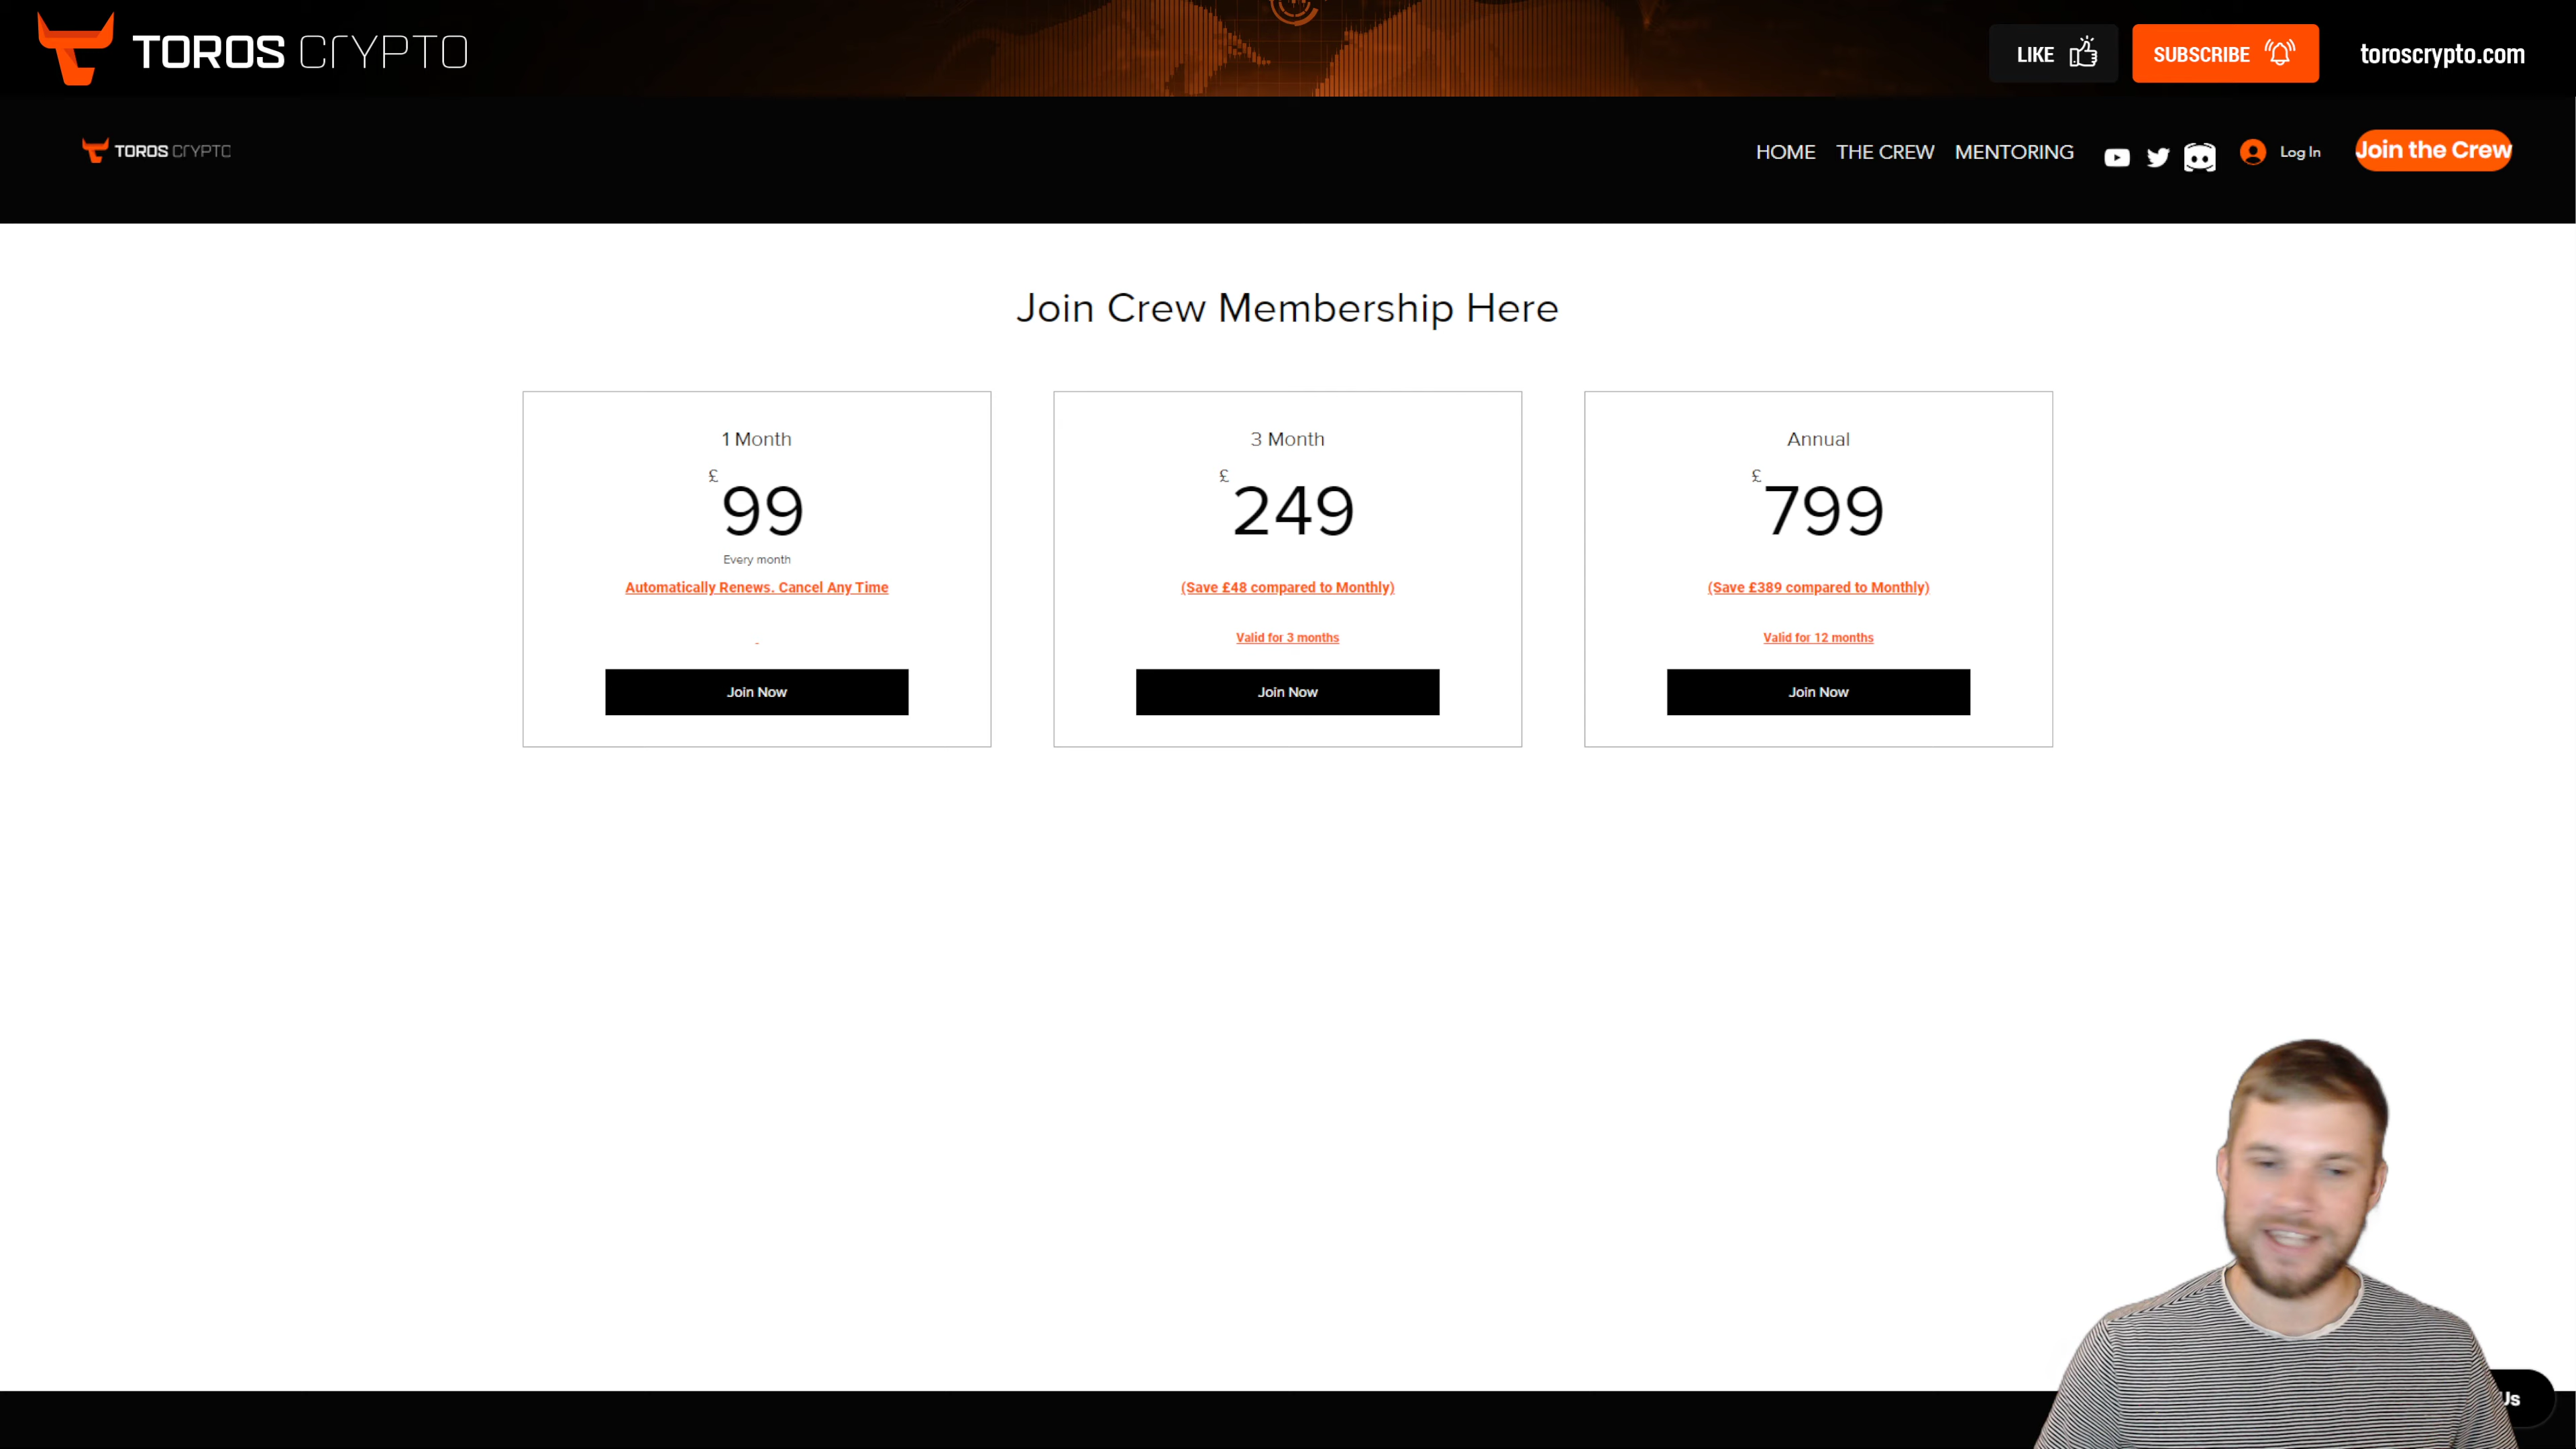 TOROS CRYPTO
LIKE
SUBSCRIBE
toroscrypto.com
TOROS CRYPTO
HOME THE CREW MENTORING
Log In
Join the Crew
Join Crew Membership Here
1 Month
£
99
Every month
Automatically Renews. Cancel Any Time
-
Join Now
3 Month
£
249
(Save £48 compared to Monthly)
Valid for 3 months
Join Now
Annual
£
799
(Save £389 compared to Monthly)
Valid for 12 months
Join Now
Us